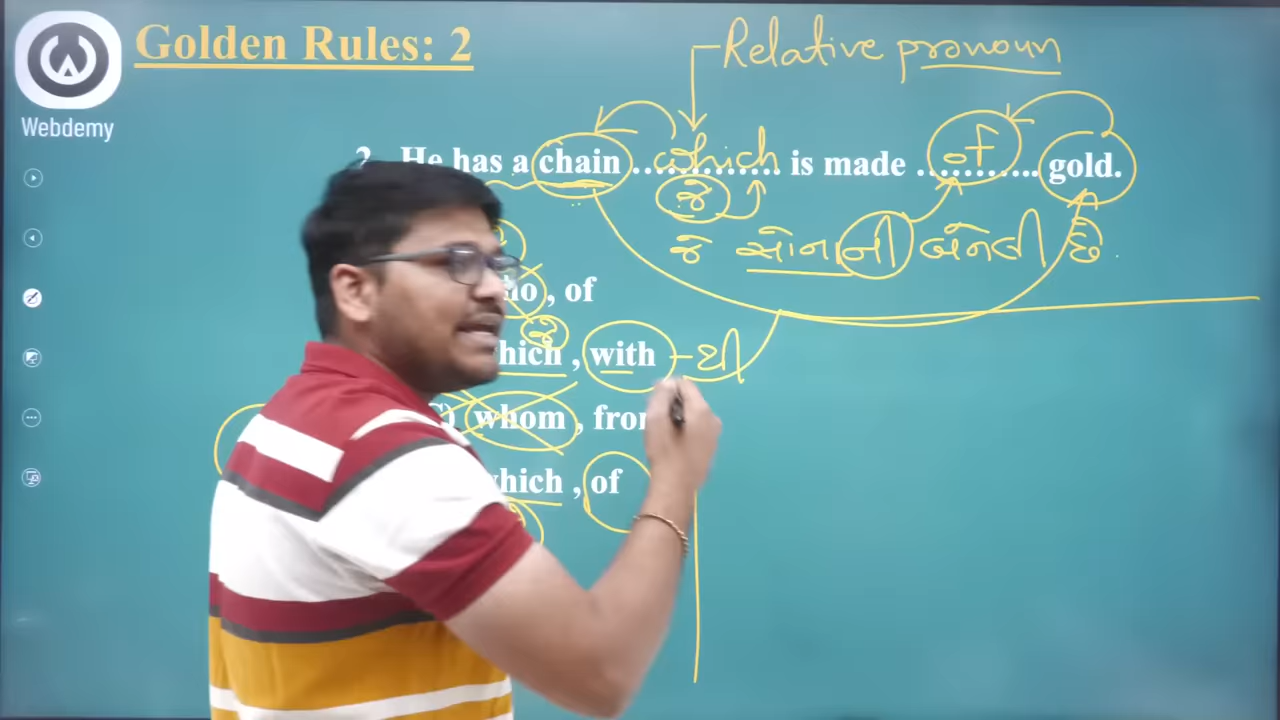 Golden Rules: 2
Relative pronoun
Webdemy
2. He has a chain ............. which is made ........... of gold.
જે
જે સોનાની બનેલી છે.
, of
જે
which , with - થી
whom , from
which , of